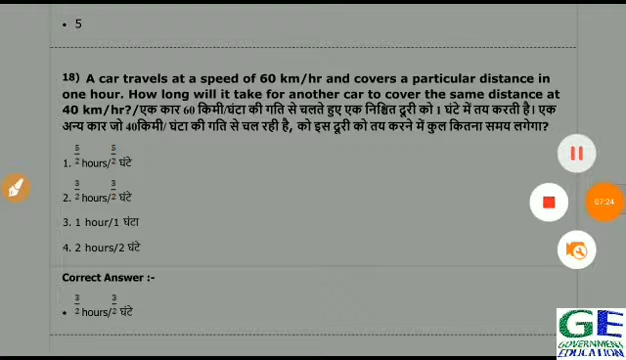 • 5
18) A car travels at a speed of 60 km/hr and covers a particular distance in
one hour. How long will it take for another car to cover the same distance at
40 km/hr?/एक कार 60 किमी/घंटा की गति से चलते हुए एक निश्चित दूरी को 1 घंटे में तय करती है। एक
अन्य कार जो 40किमी/ घंटा की गति से चल रही है, को इस दूरी को तय करने में कुल कितना समय लगेगा?
1. 5/2 hours/5/2 घंटे
2. 3/2 hours/3/2 घंटे
3. 1 hour/1 घंटा
4. 2 hours/2 घंटे
07:24
Correct Answer :-
• 3/2 hours/3/2 घंटे
GE
GOVERNMENT
EDUCATION